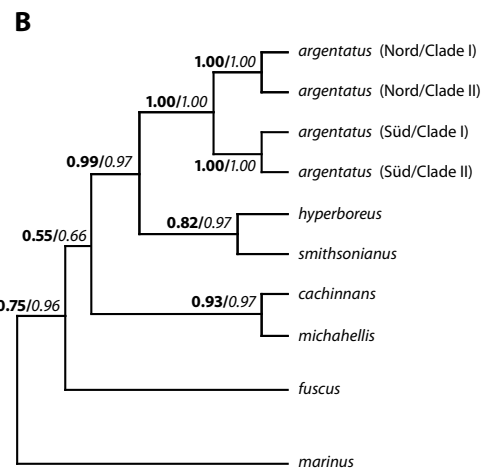 B
1.00/1.00
argentatus (Nord/Clade I)
argentatus (Nord/Clade II)
1.00/1.00
argentatus (Süd/Clade I)
1.00/1.00
argentatus (Süd/Clade II)
0.99/0.97
hyperboreus
0.82/0.97
smithsonianus
0.55/0.66
cachinnans
0.93/0.97
michahellis
0.75/0.96
fuscus
marinus